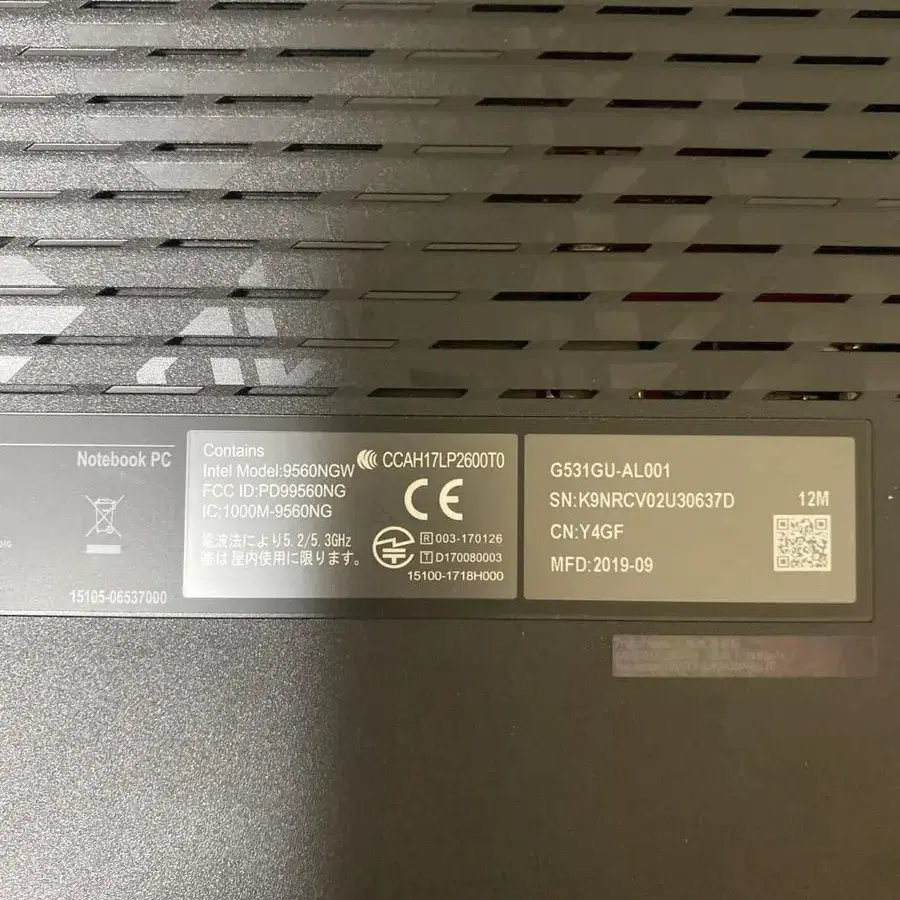 Notebook PC
15105-06537000
Contains
Intel Model:9560NGW
FCC ID:PD99560NG
IC:1000M-9560NG
CCAH17LP2600T0
CE
電波法により5.2/5.3GHz
帯は屋内使用に限ります。
R 003-170126
T D170080003
15100-1718H000
G531GU-AL001
SN:K9NRCV02U30637D
12M
CN:Y4GF
MFD:2019-09